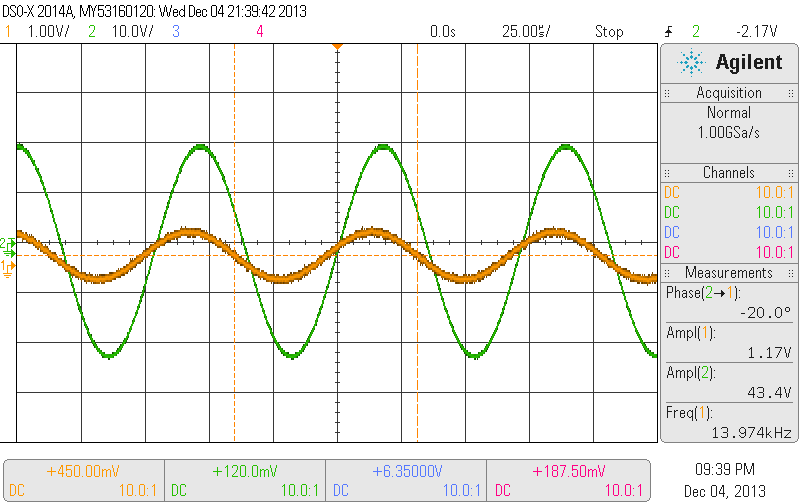 DSO-X 2014A, MY53160120: Wed Dec 04 21:39:42 2013
1 1.00V/ 2 10.0V/ 3 4 0.0s 25.00us/ Stop 2 -2.17V
Agilent
Acquisition
Normal
1.00GSa/s
Channels
DC 10.0:1
DC 10.0:1
DC 10.0:1
DC 10.0:1
Measurements
Phase(2→1):
-20.0°
Ampl(1):
1.17V
Ampl(2):
43.4V
Freq(1):
13.974kHz
2
1
+450.00mV +120.0mV +6.35000V +187.50mV
DC 10.0:1 DC 10.0:1 DC 10.0:1 DC 10.0:1
09:39 PM
Dec 04, 2013